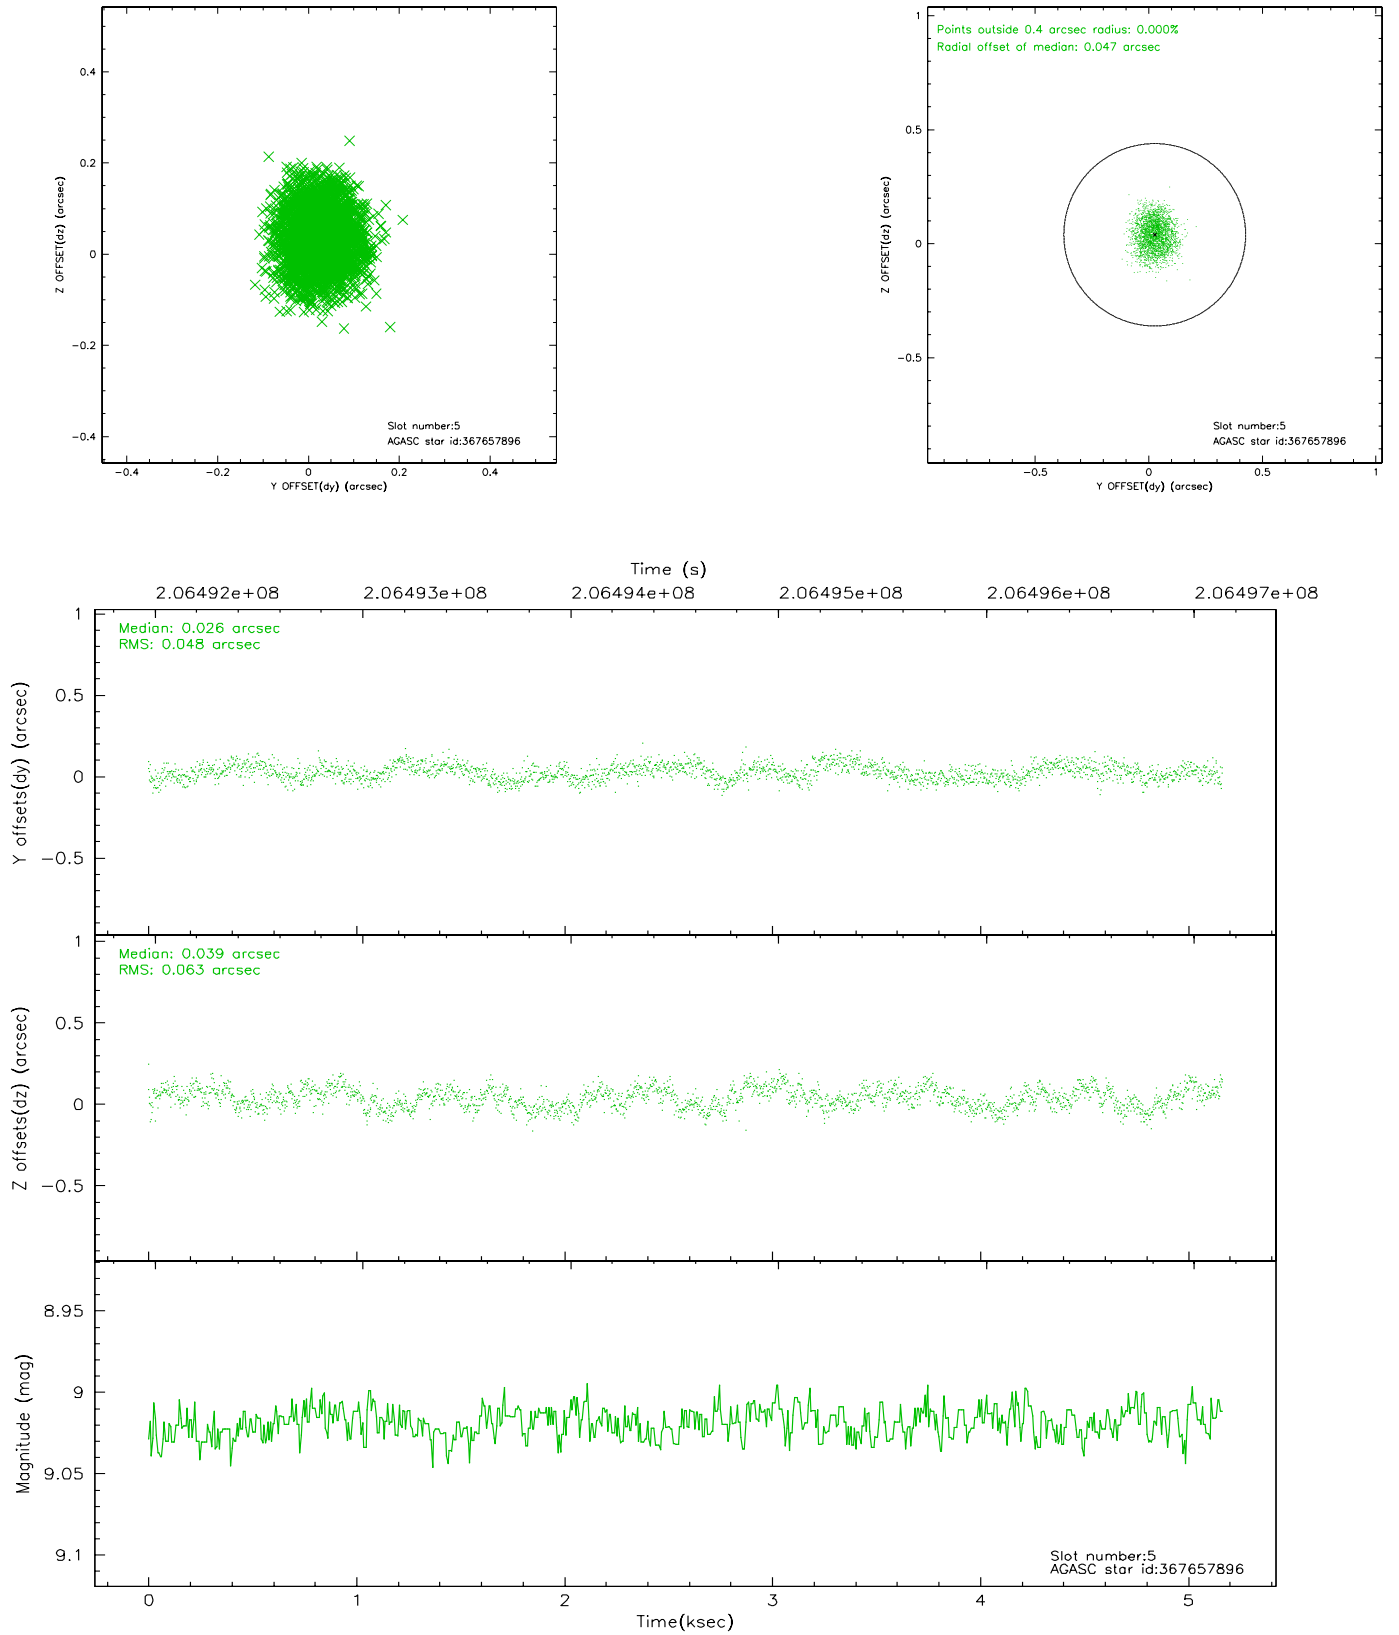 0.4
0.2
0
-0.2
-0.4
Z OFFSET(dz) (arcsec)
Slot number:5
AGASC star id:367657896
-0.4 -0.2 0 0.2 0.4
Y OFFSET(dy) (arcsec)
Points outside 0.4 arcsec radius: 0.000%
Radial offset of median: 0.047 arcsec
1
0.5
0
-0.5
Z OFFSET(dz) (arcsec)
Slot number:5
AGASC star id:367657896
-0.5 0 0.5 1
Y OFFSET(dy) (arcsec)
Time (s)
2.06492e+08 2.06493e+08 2.06494e+08 2.06495e+08 2.06496e+08 2.06497e+08
Median: 0.026 arcsec
RMS: 0.048 arcsec
1
0.5
0
-0.5
Y offsets(dy) (arcsec)
Median: 0.039 arcsec
RMS: 0.063 arcsec
1
0.5
0
-0.5
Z offsets(dz) (arcsec)
8.95
9
9.05
9.1
Magnitude (mag)
Slot number:5
AGASC star id:367657896
0 1 2 3 4 5
Time(ksec)